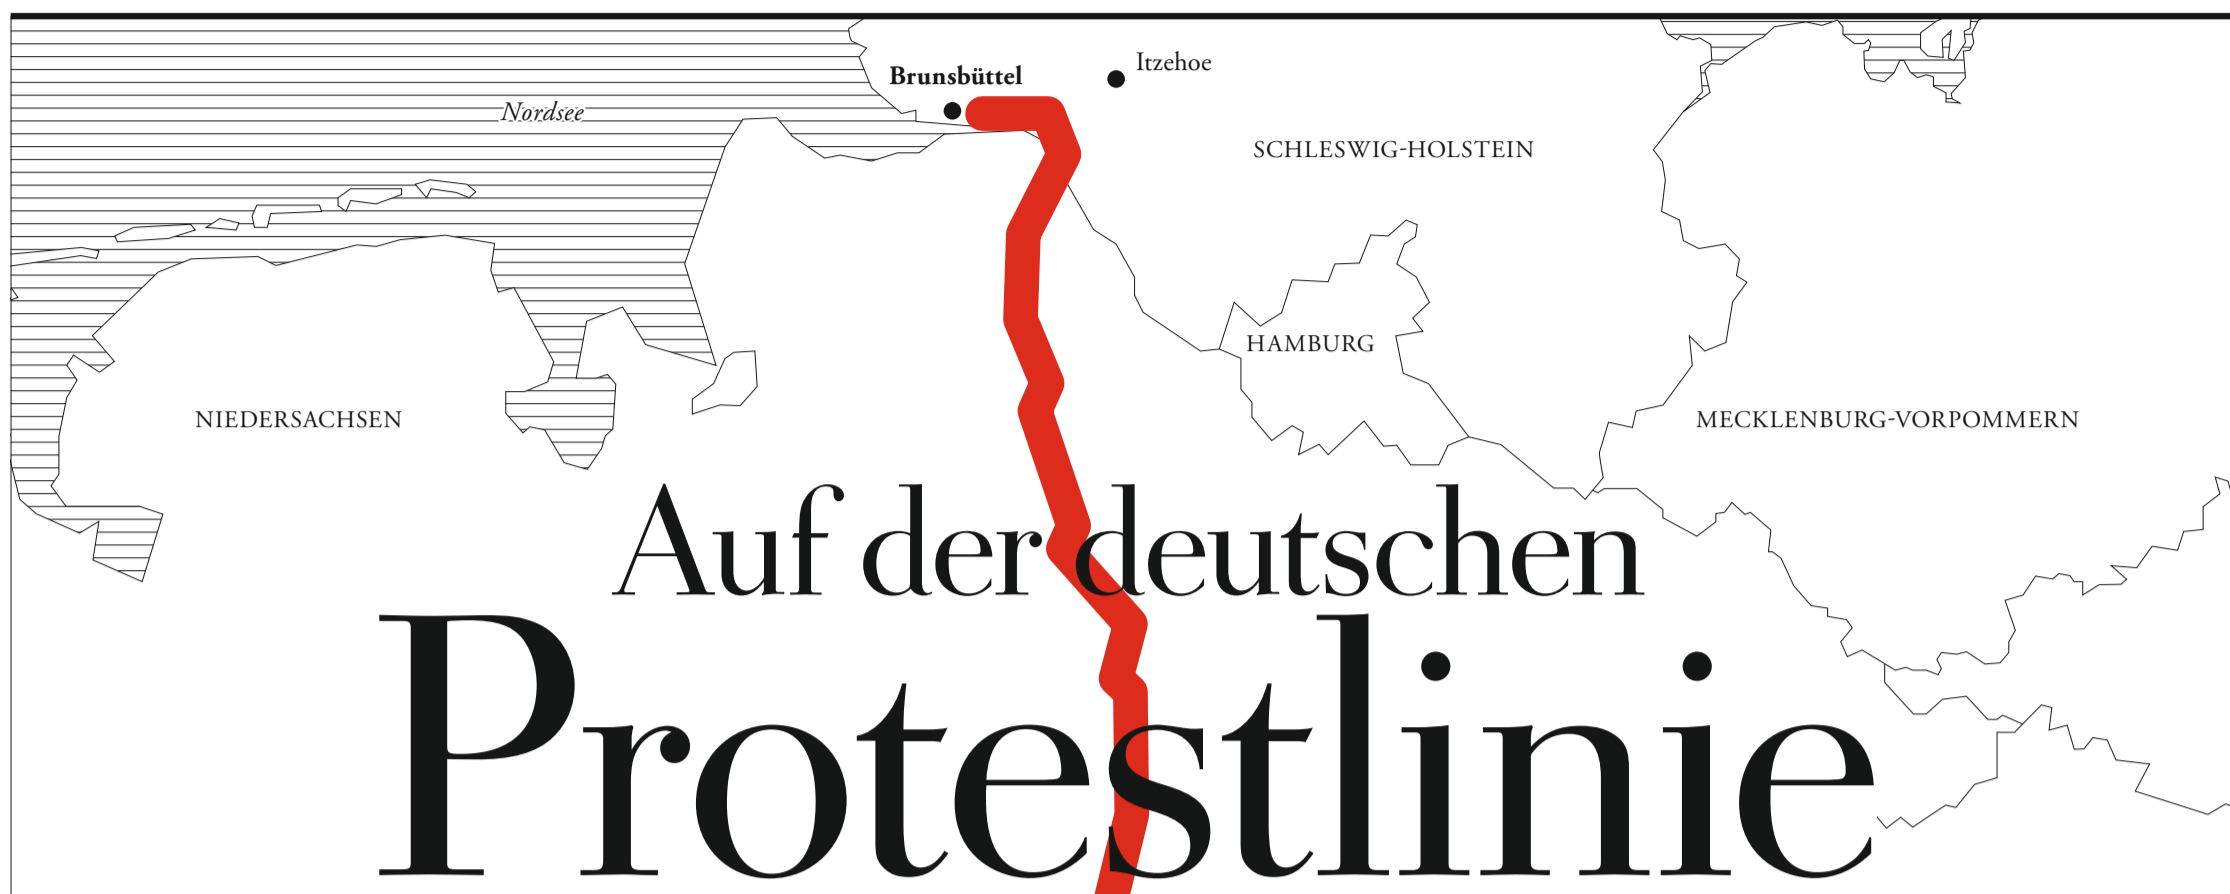 Itzehoe
Brunsbüttel
Nordsee
SCHLESWIG-HOLSTEIN
HAMBURG
NIEDERSACHSEN
MECKLENBURG-VORPOMMERN
Auf der deutschen
Protestlinie